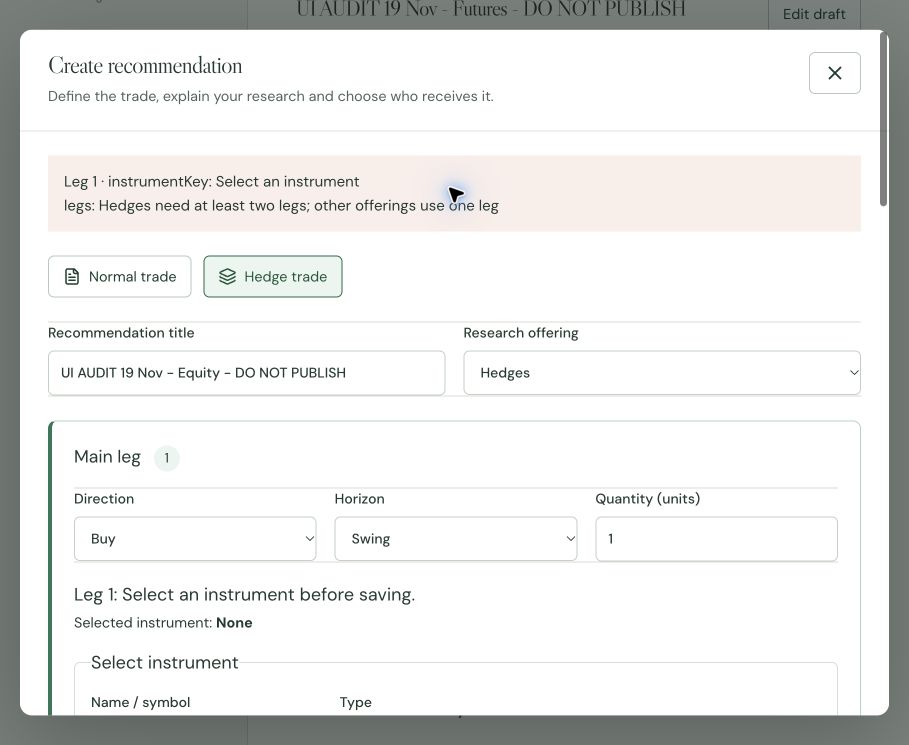 UI AUDIT 19 Nov - Futures - DO NOT PUBLISH
Edit draft
Create recommendation
Define the trade, explain your research and choose who receives it.
Leg 1 · instrumentKey: Select an instrument
legs: Hedges need at least two legs; other offerings use one leg
Normal trade
Hedge trade
Recommendation title
Research offering
UI AUDIT 19 Nov - Equity - DO NOT PUBLISH
Hedges
Main leg 1
Direction
Horizon
Quantity (units)
Buy
Swing
1
Leg 1: Select an instrument before saving.
Selected instrument: None
Select instrument
Name / symbol
Type